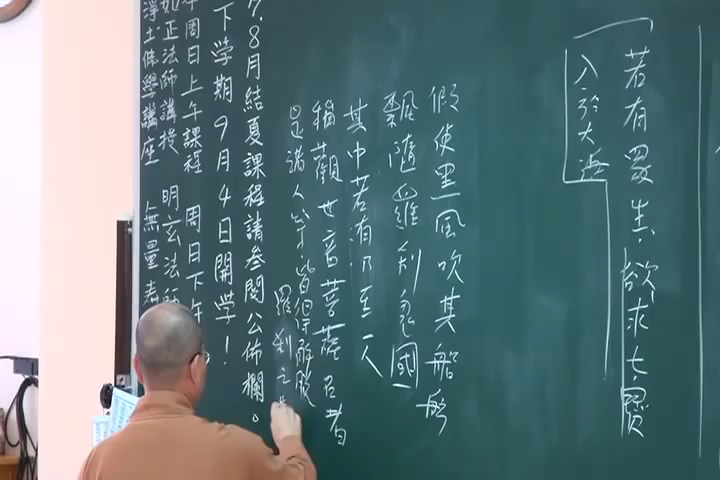 若有眾生欲求七寶
入於大海
假使黑風吹其船舫
飄墮羅剎鬼國
其中若有乃至一人
稱觀世音菩薩名者
是諸人等皆得解脫
羅剎之
7.8月結夏課程請參閱公佈欄。
下學期9月4日開學！
年周日上午課程 周日下午
如正法師講授 明玄法師
淨土佛學講座 無量壽